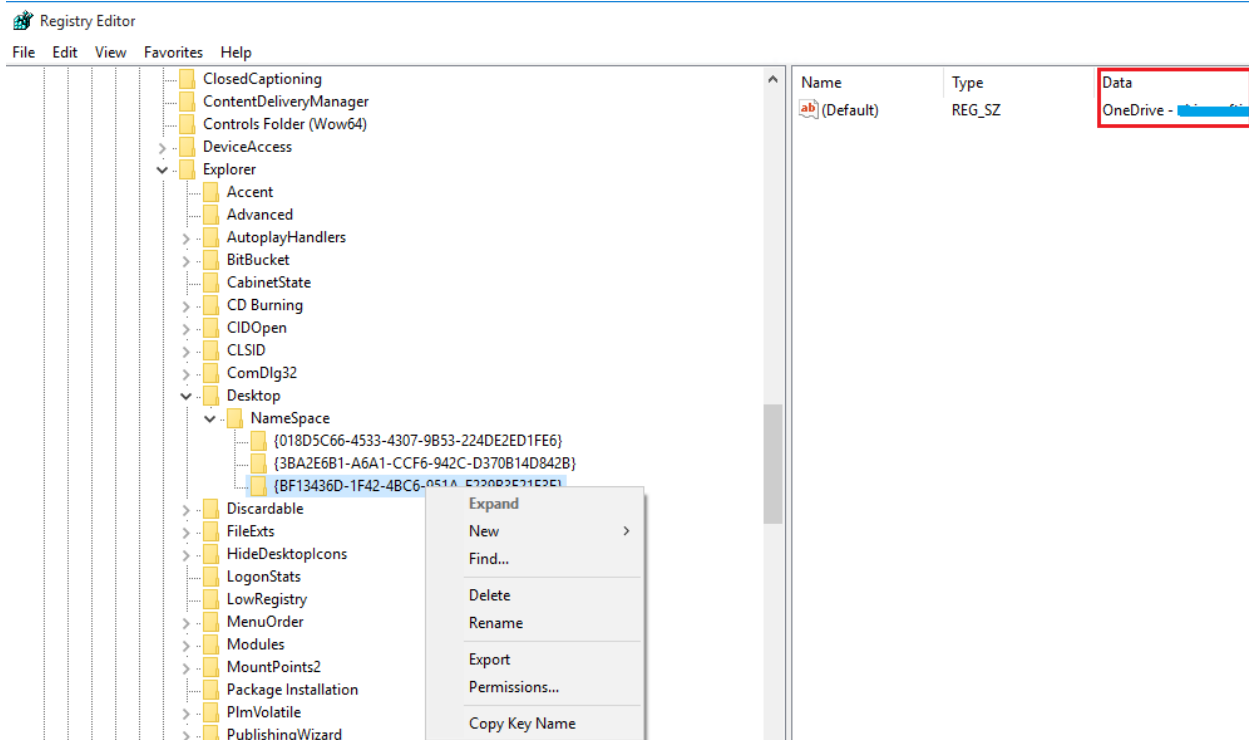 Registry Editor
File Edit View Favorites Help
ClosedCaptioning
ContentDeliveryManager
Controls Folder (Wow64)
DeviceAccess
Explorer
Accent
Advanced
AutoplayHandlers
BitBucket
CabinetState
CD Burning
CIDOpen
CLSID
ComDlg32
Desktop
NameSpace
{018D5C66-4533-4307-9B53-224DE2ED1FE6}
{3BA2E6B1-A6A1-CCF6-942C-D370B14D842B}
{BF13436D-1F42-4BC6-
Discardable
FileExts
HideDesktopIcons
LogonStats
LowRegistry
MenuOrder
Modules
MountPoints2
Package Installation
PlmVolatile
PublishingWizard
Expand
New
Find...
Delete
Rename
Export
Permissions...
Copy Key Name
Name Type Data
(Default) REG_SZ OneDrive -